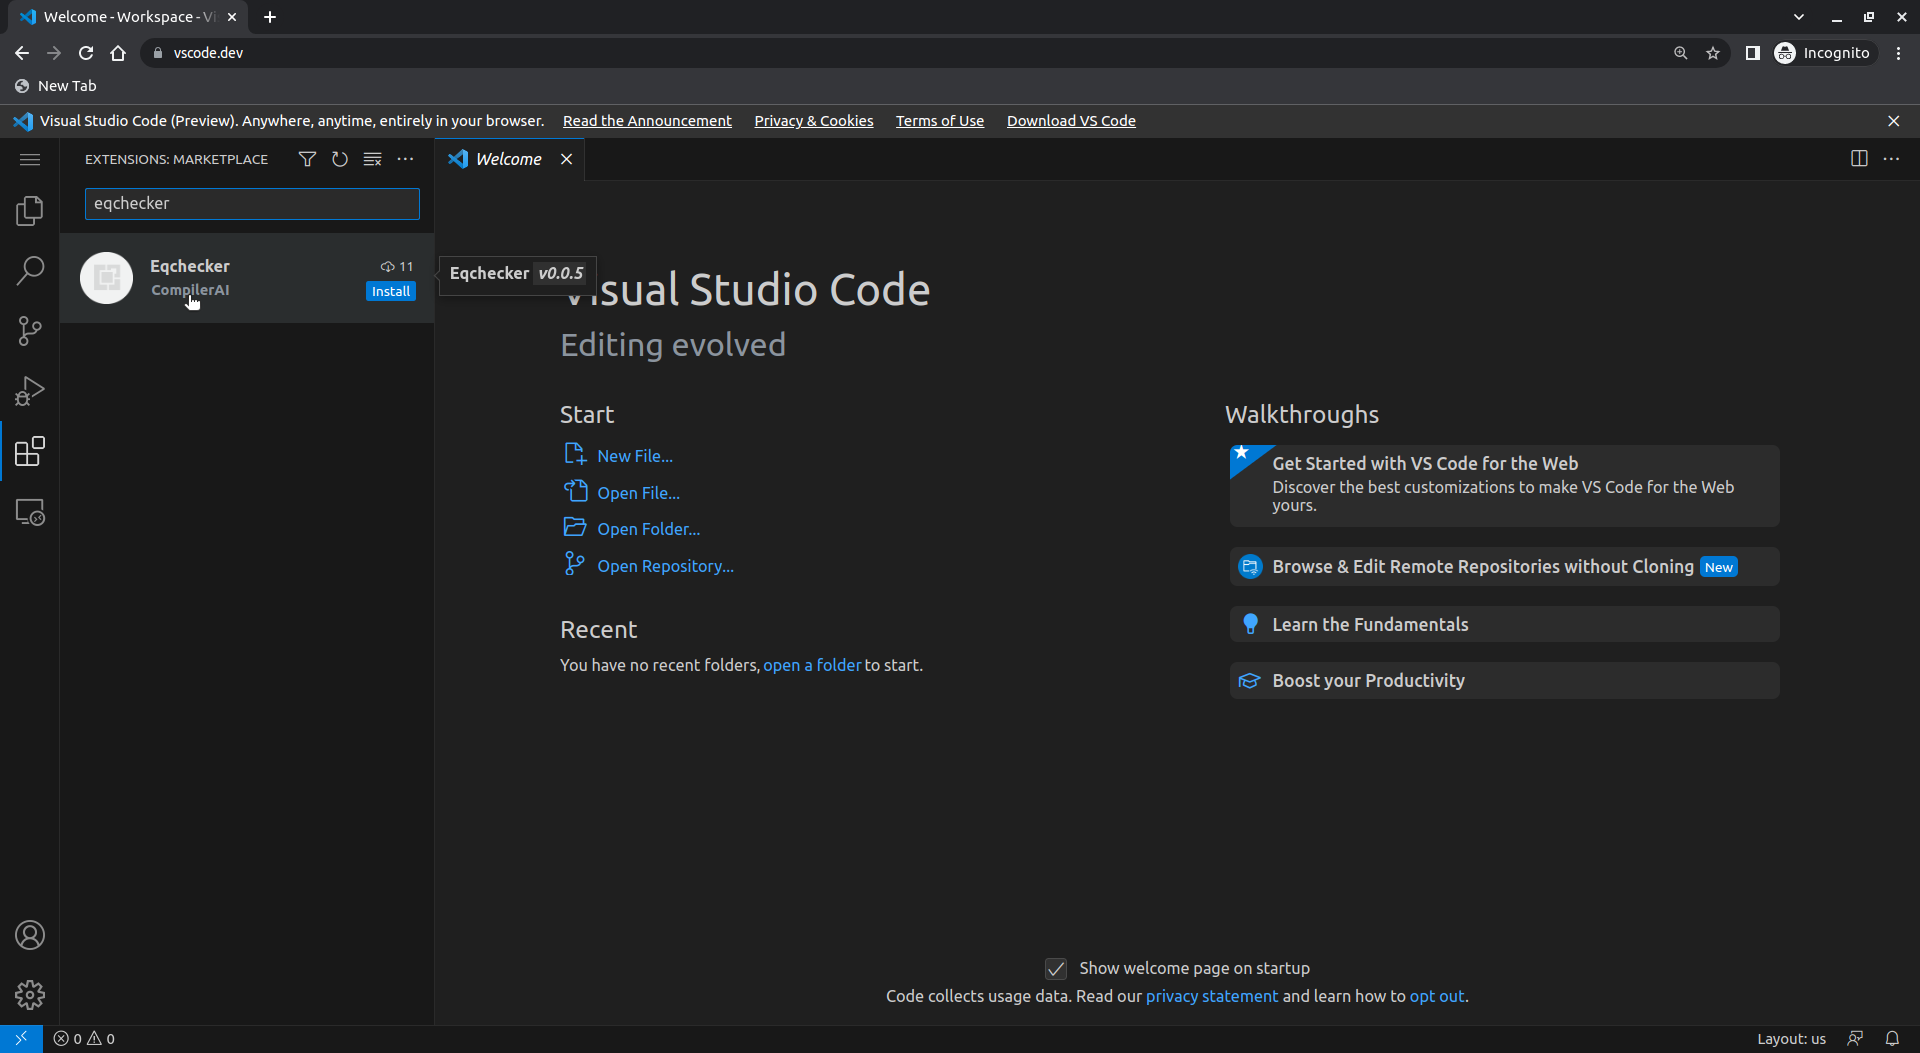 Welcome - Workspace - Vi
vscode.dev
Incognito
New Tab
Visual Studio Code (Preview). Anywhere, anytime, entirely in your browser. Read the Announcement Privacy & Cookies Terms of Use Download VS Code
EXTENSIONS: MARKETPLACE
Welcome
eqchecker
Eqchecker
11
CompilerAI
Install
Eqchecker v0.0.5
Visual Studio Code
Editing evolved
Start
New File...
Open File...
Open Folder...
Open Repository...
Recent
You have no recent folders, open a folder to start.
Walkthroughs
Get Started with VS Code for the Web
Discover the best customizations to make VS Code for the Web
yours.
Browse & Edit Remote Repositories without Cloning New
Learn the Fundamentals
Boost your Productivity
Show welcome page on startup
Code collects usage data. Read our privacy statement and learn how to opt out.
0 0
Layout: us